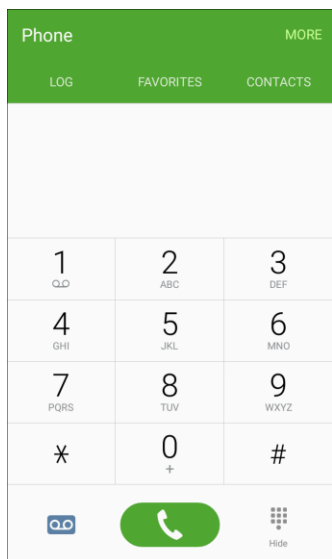 Phone MORE
LOG FAVORITES CONTACTS
1 2 3
ABC DEF
4 5 6
GHI JKL MNO
7 8 9
PQRS TUV WXYZ
* 0 #
+
Hide